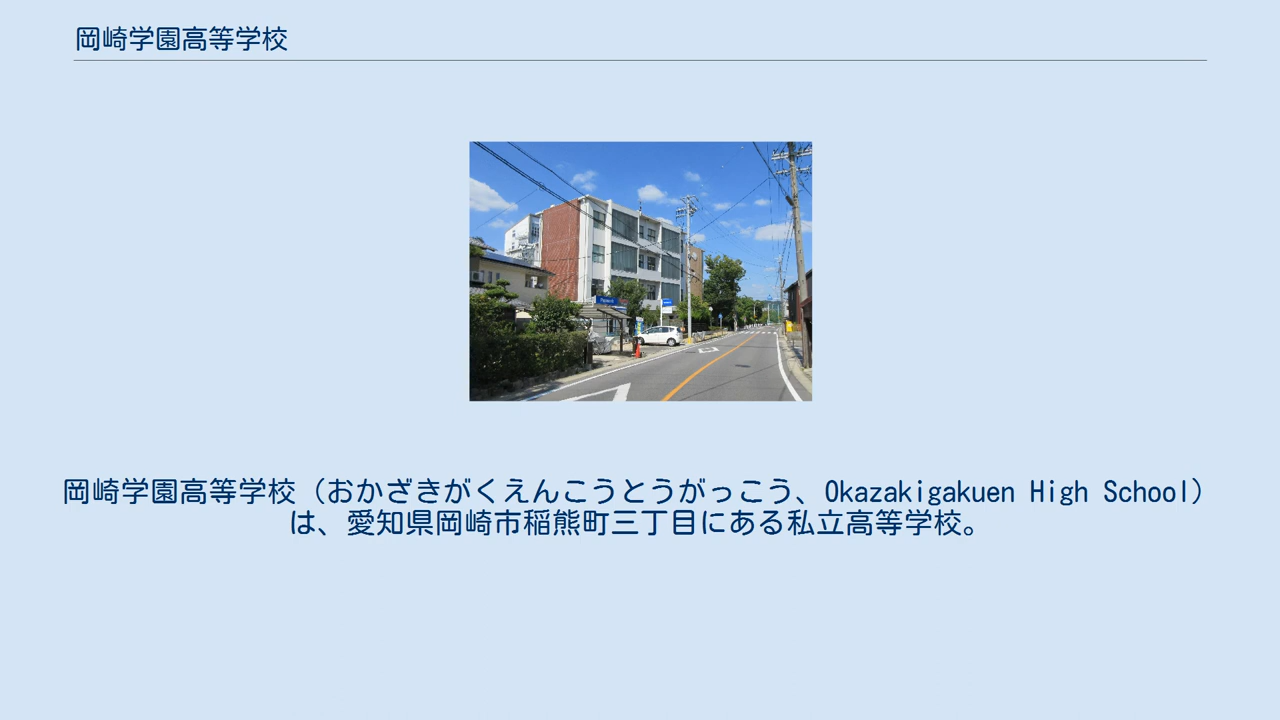 岡崎学園高等学校
岡崎学園高等学校（おかざきがくえんこうとうがっこう、Okazakigakuen High School）
は、愛知県岡崎市稲熊町三丁目にある私立高等学校。